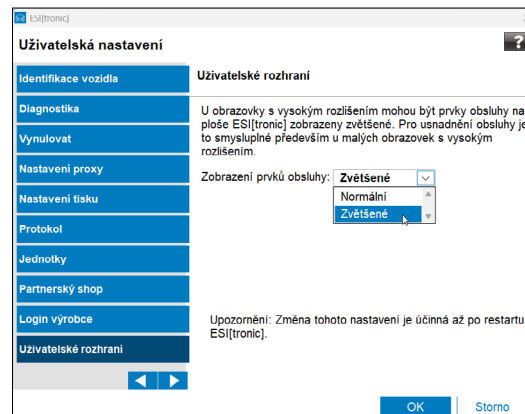 ESI[tronic]
Uživatelská nastavení
?
Identifikace vozidla
Diagnostika
Vynulovat
Nastavení proxy
Nastavení tisku
Protokol
Jednotky
Partnerský shop
Login výrobce
Uživatelské rozhraní
Uživatelské rozhraní
U obrazovky s vysokým rozlišením mohou být prvky obsluhy na
ploše ESI[tronic] zobrazeny zvětšené. Pro usnadnění obsluhy je
to smysluplné především u malých obrazovek s vysokým
rozlišením.
Zobrazení prvků obsluhy: Zvětšené
Normální
Zvětšené
Upozornění: Změna tohoto nastavení je účinná až po restartu
ESI[tronic].
OK Storno